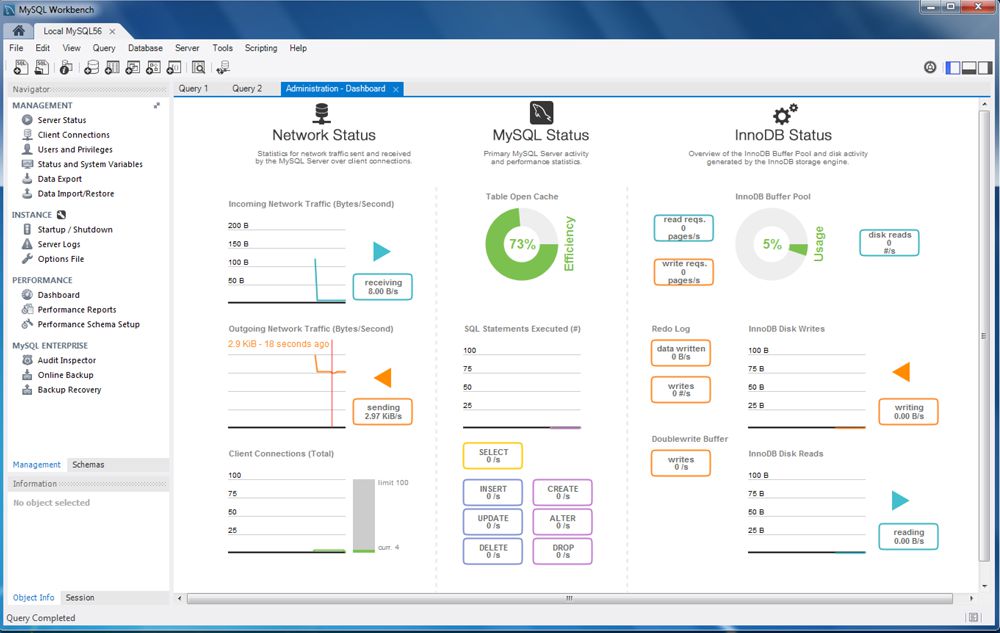 MySQL Workbench
Local MySQL56
File Edit View Query Database Server Tools Scripting Help
Navigator
MANAGEMENT
Server Status
Client Connections
Users and Privileges
Status and System Variables
Data Export
Data Import/Restore
INSTANCE
Startup / Shutdown
Server Logs
Options File
PERFORMANCE
Dashboard
Performance Reports
Performance Schema Setup
MySQL ENTERPRISE
Audit Inspector
Online Backup
Backup Recovery
Management Schemas
Information
No object selected
Object Info Session
Query Completed
Query 1 Query 2 Administration - Dashboard
Network Status
Statistics for network traffic sent and received
by the MySQL Server over client connections.
Incoming Network Traffic (Bytes/Second)
200 B
150 B
100 B
50 B
receiving
8.00 B/s
Outgoing Network Traffic (Bytes/Second)
2.9 KiB - 18 seconds ago
sending
2.97 KiB/s
Client Connections (Total)
100
75
50
25
limit 100
curr. 4
MySQL Status
Primary MySQL Server activity
and performance statistics.
Table Open Cache
73%
Efficiency
SQL Statements Executed (#)
100
75
50
25
SELECT
0 /s
INSERT
0 /s
CREATE
0 /s
UPDATE
0 /s
ALTER
0 /s
DELETE
0 /s
DROP
0 /s
InnoDB Status
Overview of the InnoDB Buffer Pool and disk activity
generated by the InnoDB storage engine.
InnoDB Buffer Pool
read reqs.
0
pages/s
write reqs.
0
pages/s
5%
Usage
disk reads
0
#/s
Redo Log
data written
0 B/s
writes
0 #/s
Doublewrite Buffer
writes
0 /s
InnoDB Disk Writes
100 B
75 B
50 B
25 B
writing
0.00 B/s
InnoDB Disk Reads
100 B
75 B
50 B
25 B
reading
0.00 B/s